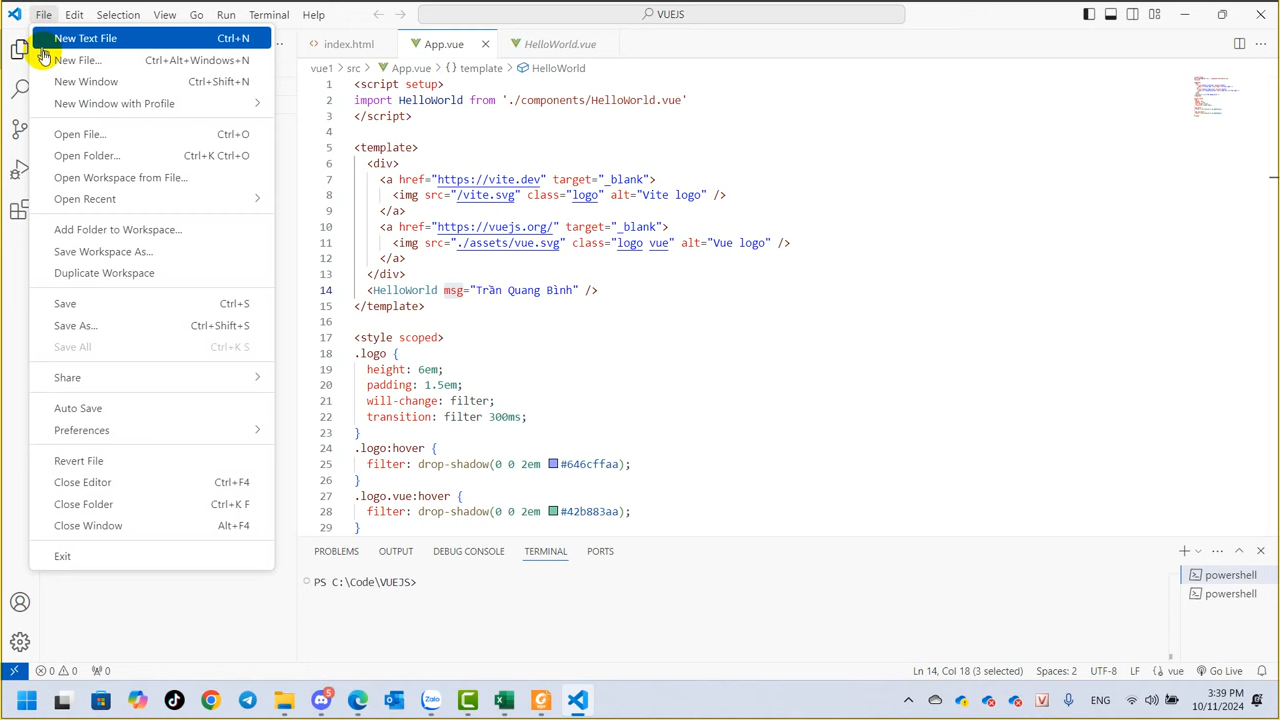 File Edit Selection View Go Run Terminal Help VUEJS
New Text File Ctrl+N
New File... Ctrl+Alt+Windows+N
New Window Ctrl+Shift+N
New Window with Profile
Open File... Ctrl+O
Open Folder... Ctrl+K Ctrl+O
Open Workspace from File...
Open Recent
Add Folder to Workspace...
Save Workspace As...
Duplicate Workspace
Save Ctrl+S
Save As... Ctrl+Shift+S
Save All Ctrl+K S
Share
Auto Save
Preferences
Revert File
Close Editor Ctrl+F4
Close Folder Ctrl+K F
Close Window Alt+F4
Exit
index.html App.vue HelloWorld.vue
vue1 > src > App.vue > {} template > HelloWorld
1 <script setup>
2 import HelloWorld from './components/HelloWorld.vue'
3 </script>
4
5 <template>
6 <div>
7 <a href="https://vite.dev" target="_blank">
8 <img src="/vite.svg" class="logo" alt="Vite logo" />
9 </a>
10 <a href="https://vuejs.org/" target="_blank">
11 <img src="./assets/vue.svg" class="logo vue" alt="Vue logo" />
12 </a>
13 </div>
14 <HelloWorld msg="Trần Quang Bình" />
15 </template>
16
17 <style scoped>
18 .logo {
19 height: 6em;
20 padding: 1.5em;
21 will-change: filter;
22 transition: filter 300ms;
23 }
24 .logo:hover {
25 filter: drop-shadow(0 0 2em #646cffaa);
26 }
27 .logo.vue:hover {
28 filter: drop-shadow(0 0 2em #42b883aa);
29 }
PROBLEMS OUTPUT DEBUG CONSOLE TERMINAL PORTS
PS C:\Code\VUEJS>
powershell
powershell
0 0 0 Ln 14, Col 18 (3 selected) Spaces: 2 UTF-8 LF {} vue Go Live
5 Zalo ENG 3:39 PM
10/11/2024